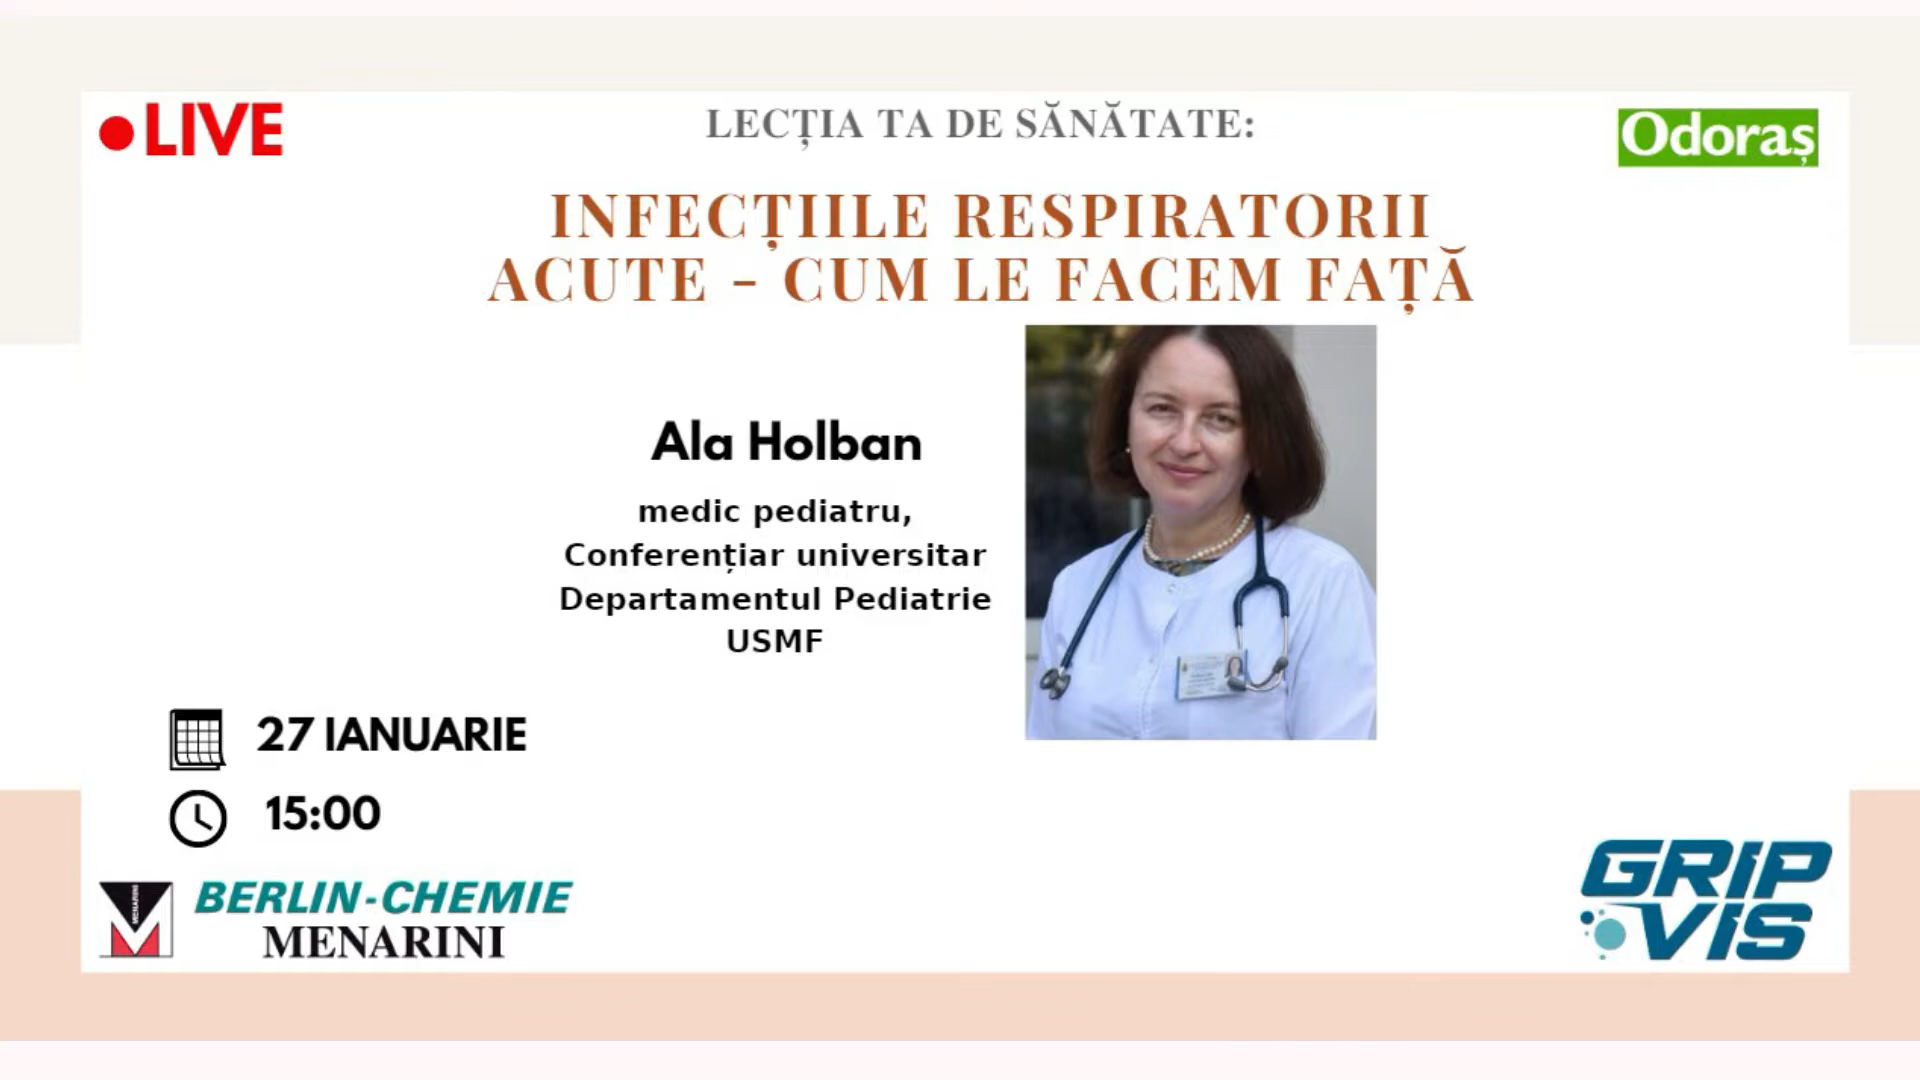 LIVE
LECȚIA TA DE SĂNĂTATE:
Odoraș
INFECȚIILE RESPIRATORII
ACUTE - CUM LE FACEM FAȚĂ
Ala Holban
medic pediatru,
Conferențiar universitar
Departamentul Pediatrie
USMF
27 IANUARIE
15:00
MENARINI
BERLIN-CHEMIE
MENARINI
GRIP
VIS